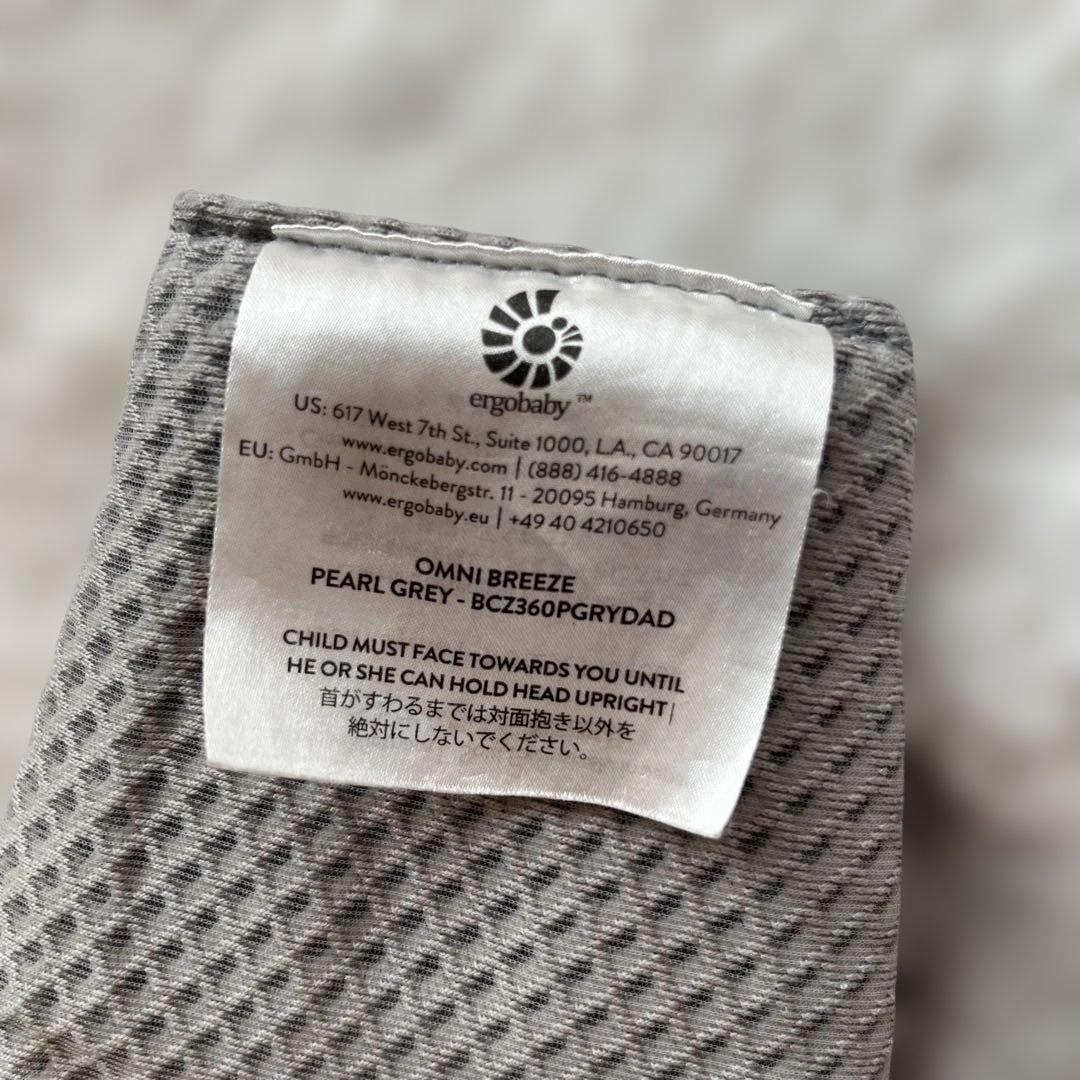 ergobaby™
US: 617 West 7th St., Suite 1000, L.A., CA 90017
www.ergobaby.com | (888) 416-4888
EU: GmbH - Mönckebergstr. 11 - 20095 Hamburg, Germany
www.ergobaby.eu | +49 40 4210650
OMNI BREEZE
PEARL GREY - BCZ360PGRYDAD
CHILD MUST FACE TOWARDS YOU UNTIL
HE OR SHE CAN HOLD HEAD UPRIGHT |
首がすわるまでは対面抱き以外を
絶対にしないでください。